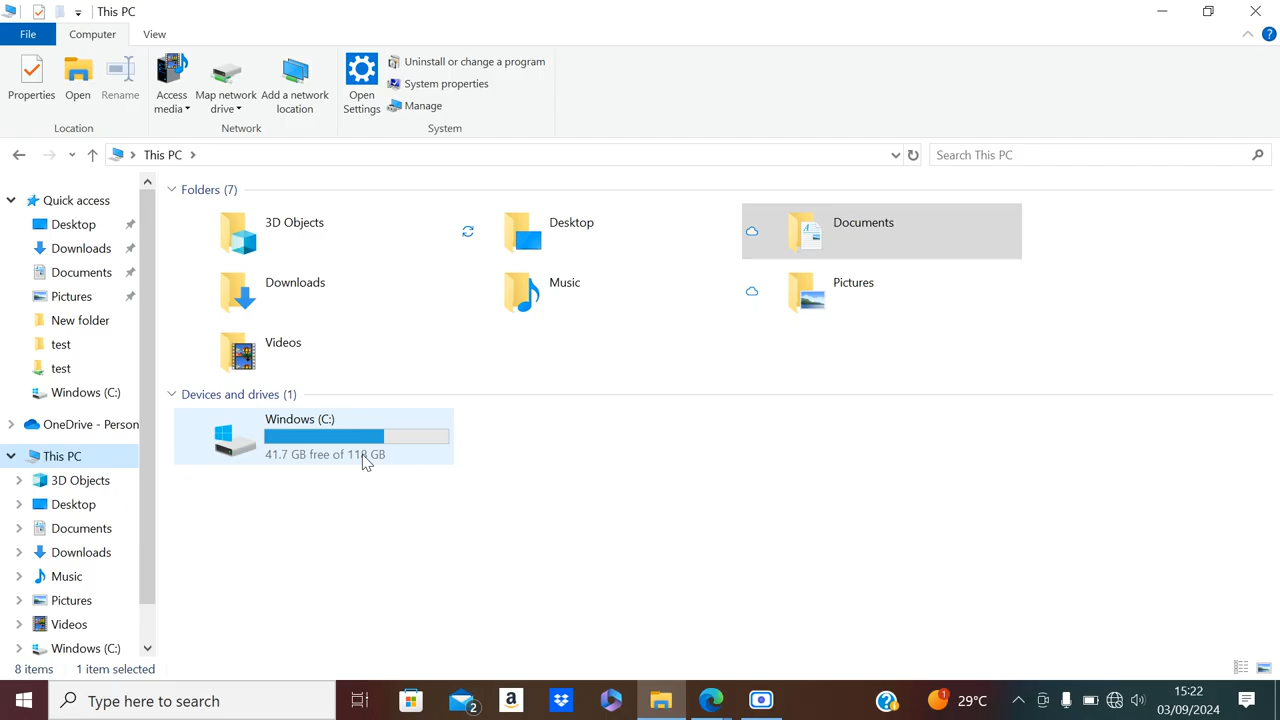 This PC
File
Computer
View
Properties
Open
Rename
Access media
Map network drive
Add a network location
Open Settings
Uninstall or change a program
System properties
Manage
Location
Network
System
This PC
Search This PC
Quick access
Desktop
Downloads
Documents
Pictures
New folder
test
test
Windows (C:)
OneDrive - Person
This PC
3D Objects
Desktop
Documents
Downloads
Music
Pictures
Videos
Windows (C:)
Folders (7)
3D Objects
Desktop
Documents
Downloads
Music
Pictures
Videos
Devices and drives (1)
Windows (C:)
41.7 GB free of GB
8 items
1 item selected
Type here to search
2
1
29°C
15:22
03/09/2024